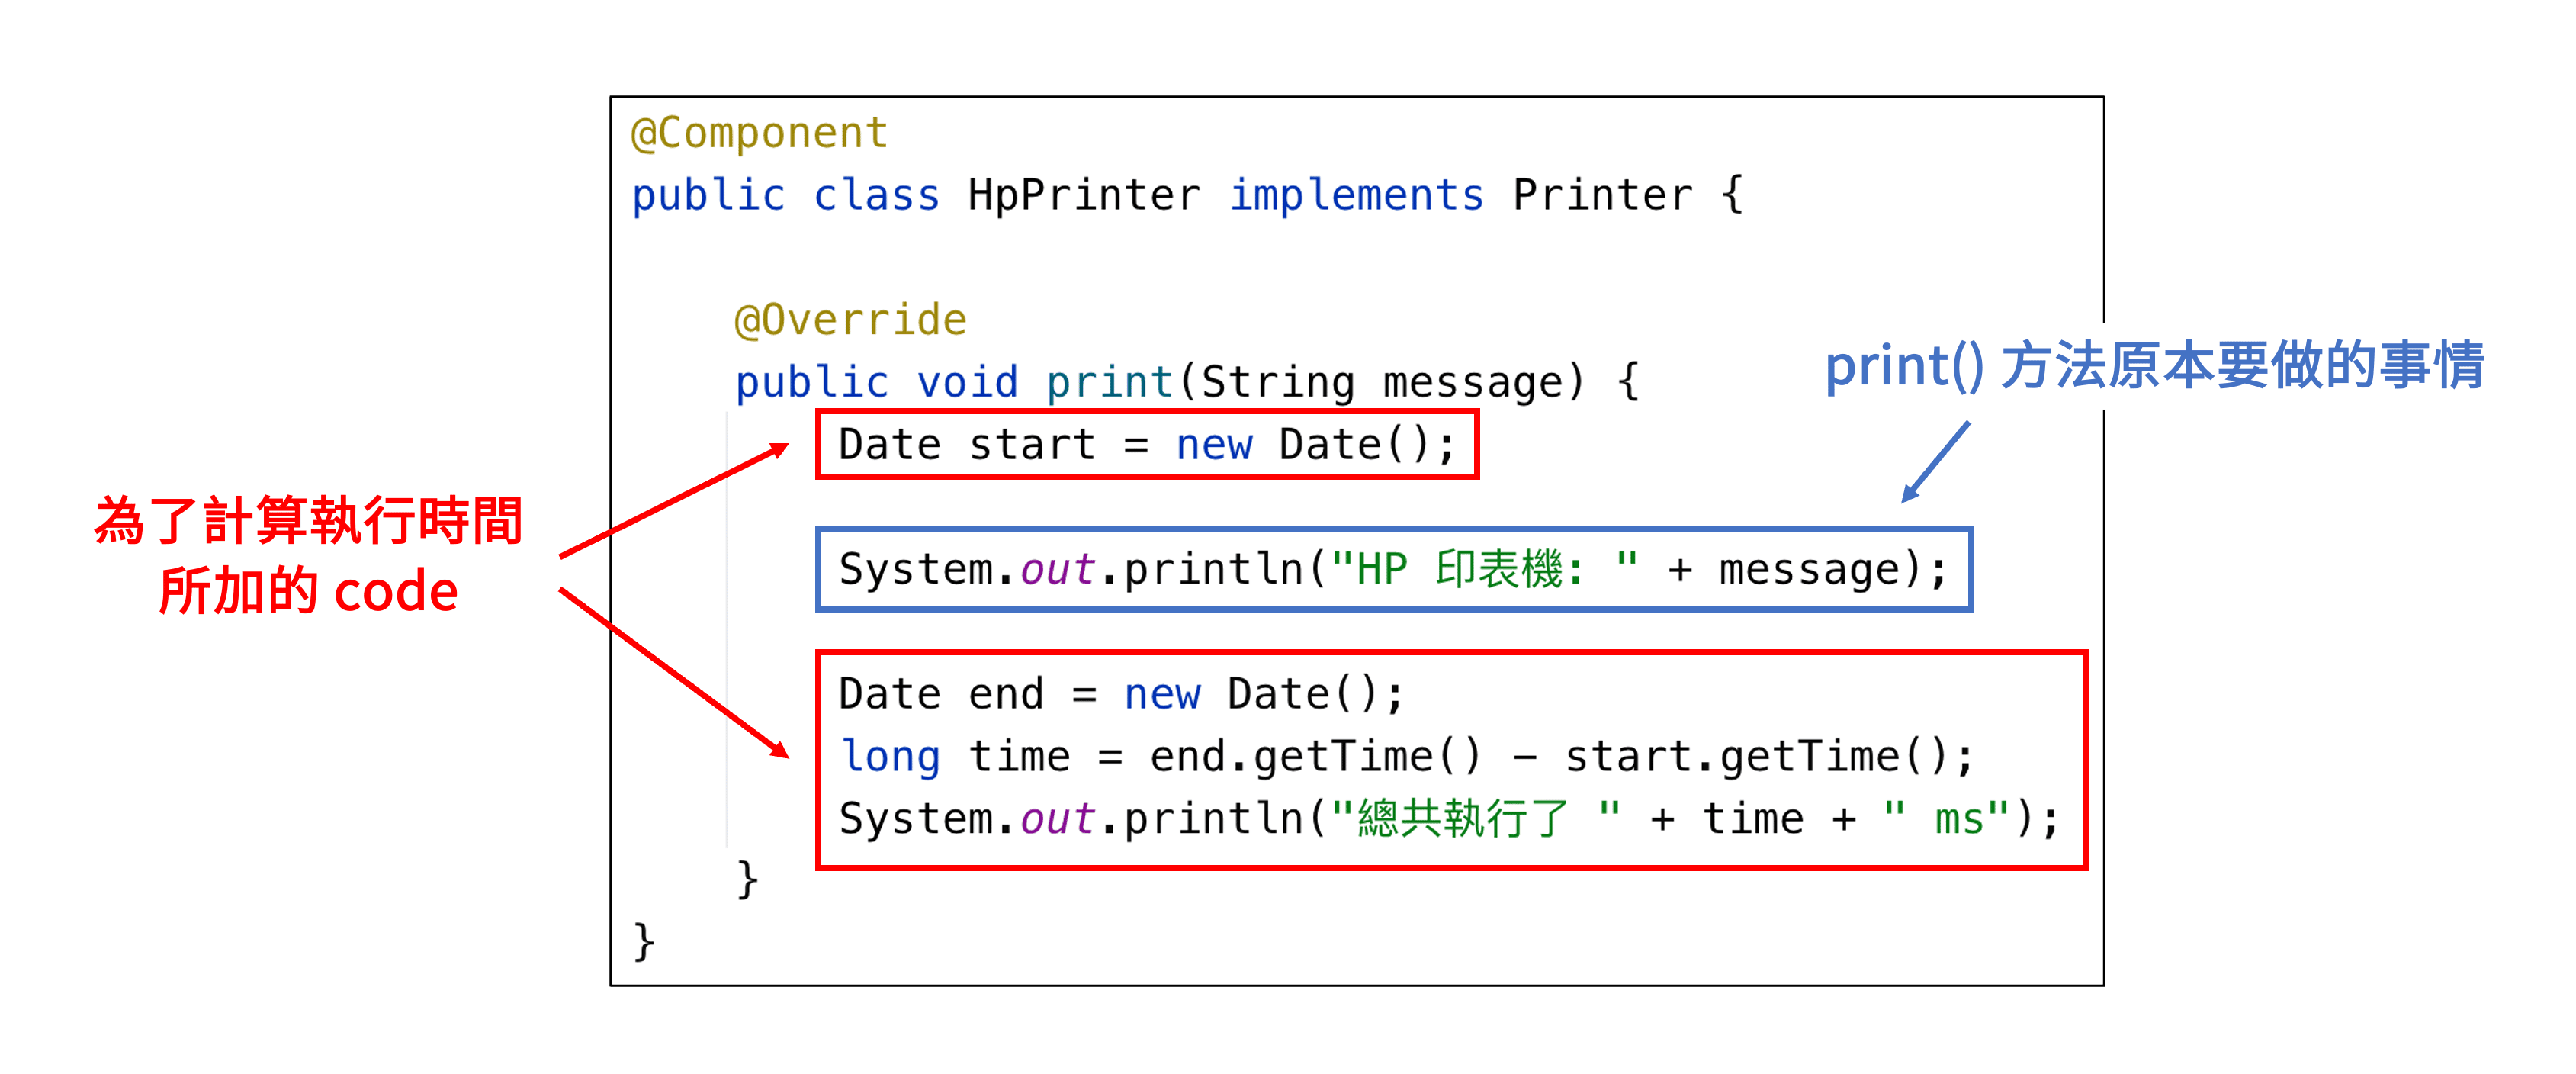 @Component
public class HpPrinter implements Printer {
@Override
public void print(String message) {
print() 方法原本要做的事情
Date start = new Date();
為了計算執行時間
所加的 code
System.out.println("HP 印表機: " + message);
Date end = new Date();
long time = end.getTime() - start.getTime();
System.out.println("總共執行了 " + time + " ms");
}
}